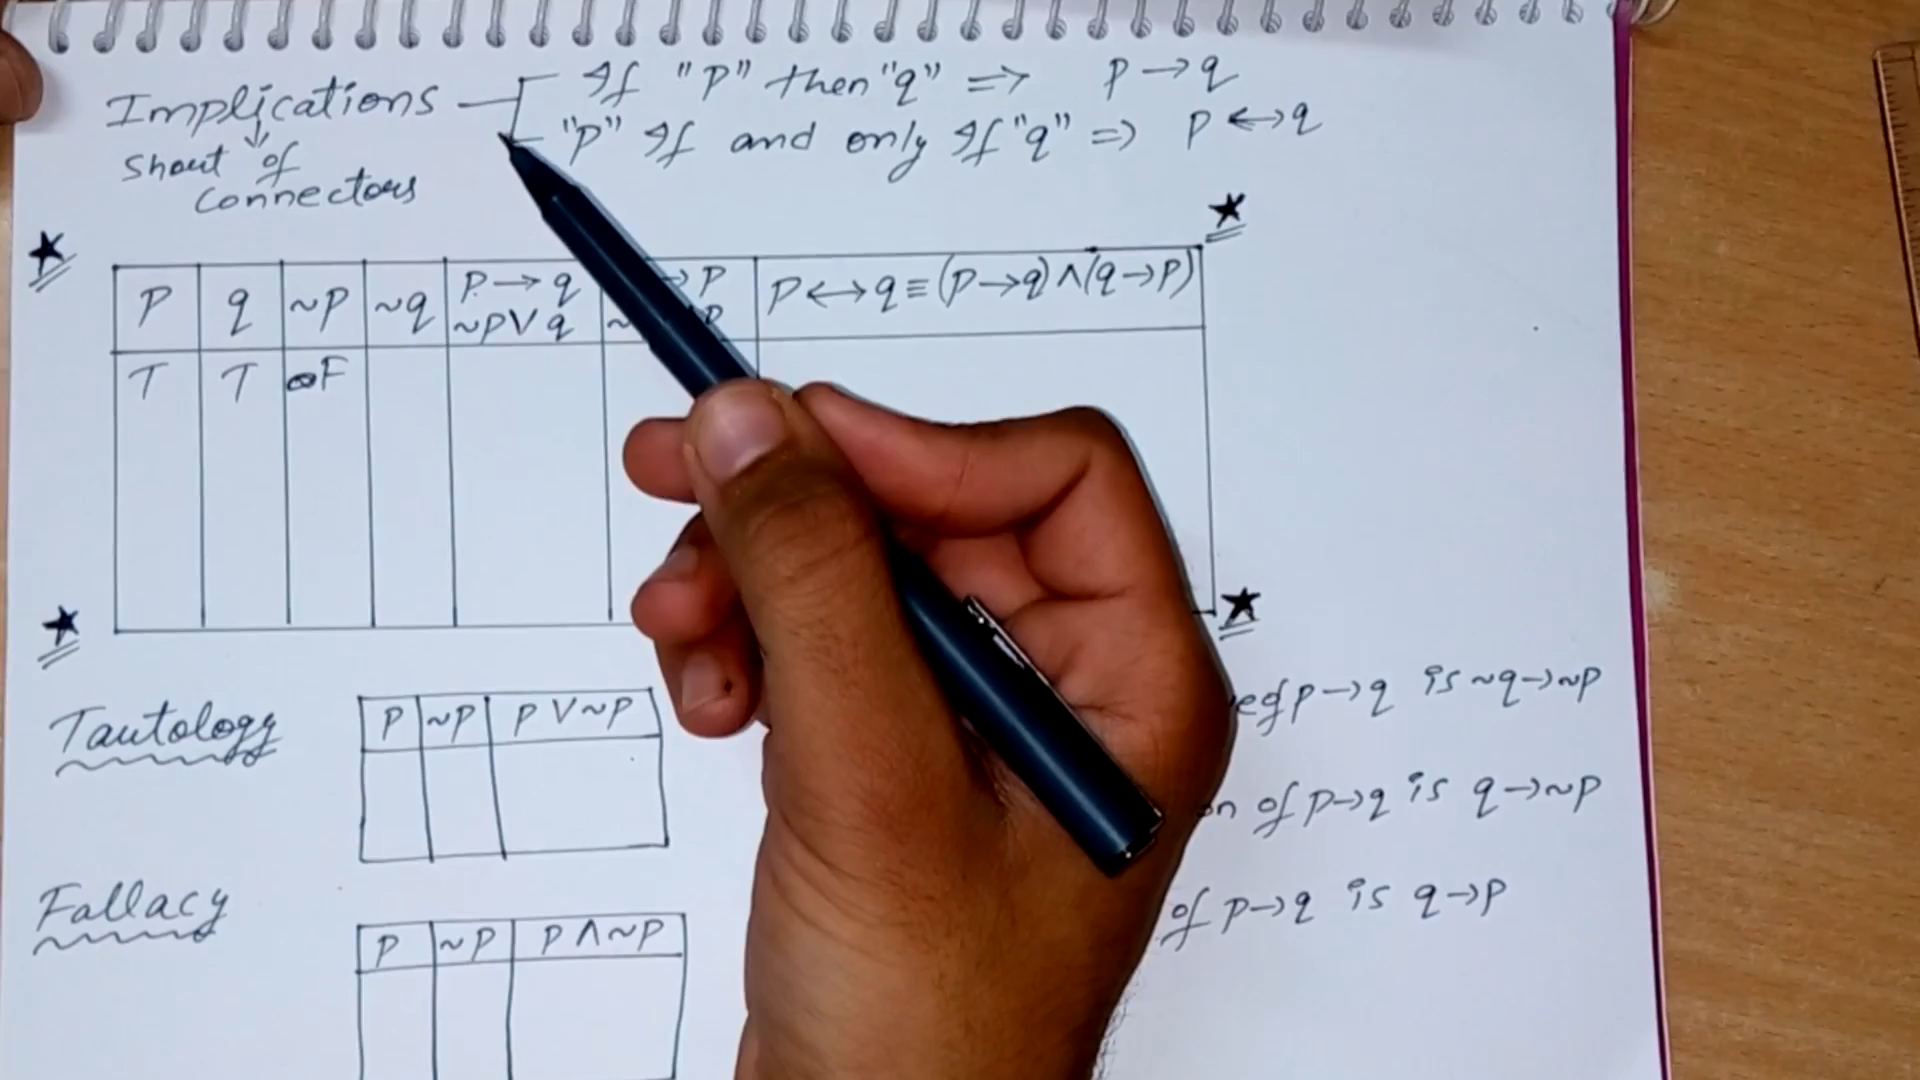 Implications
If "p" then "q" => p → q
"p" If and only If "q" => p ↔ q
Short of
Connectors
p q ~p ~q p → q → p p ↔ q ≡ (p→q) ∧ (q→p)
~p ∨ q ~ p
T T F
Tautology
p ~p p ∨ ~p
Fallacy
p ~p p ∧ ~p
of p→q is ~q→~p
of p→q is q→~p
of p→q is q→p